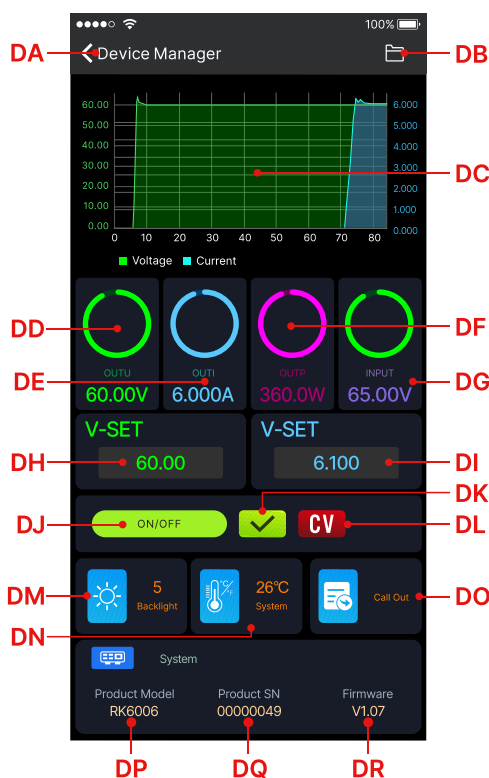 100%
DA
Device Manager
DB
60.00 6.000
50.00 5.000
40.00 4.000
30.00 3.000
DC
20.00 2.000
10.00 1.000
0.00 0.000
0 10 20 30 40 50 60 70 80
Voltage Current
DD
DF
OUTU OUTI OUTP INPUT
DE
DG
60.00V 6.000A 360.0W 65.00V
V-SET V-SET
DH 60.00 6.100 DI
DK
DJ ON/OFF CV DL
5 26°C °C/°F
DM Backlight System Call Out DO
DN
System
Product Model Product SN Firmware
RK6006 00000049 V1.07
DP DQ DR